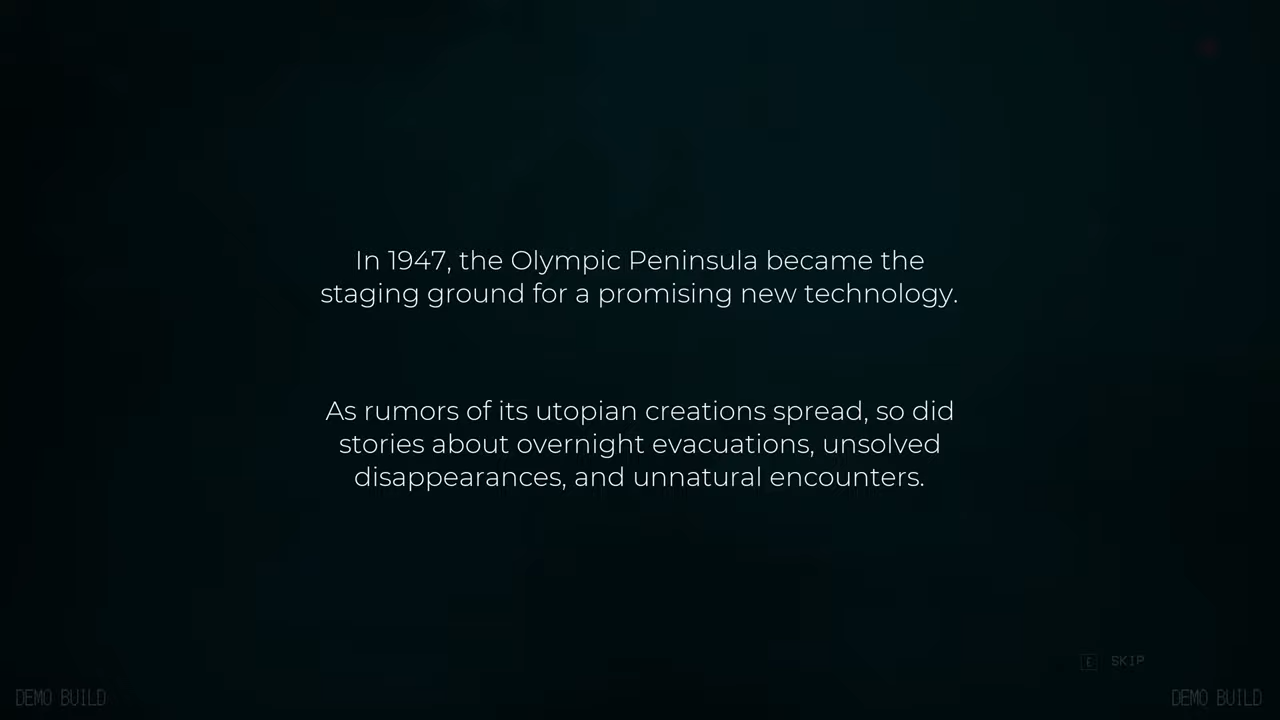 In 1947, the Olympic Peninsula became the
staging ground for a promising new technology.
As rumors of its utopian creations spread, so did
stories about overnight evacuations, unsolved
disappearances, and unnatural encounters.
E SKIP
DEMO BUILD
DEMO BUILD